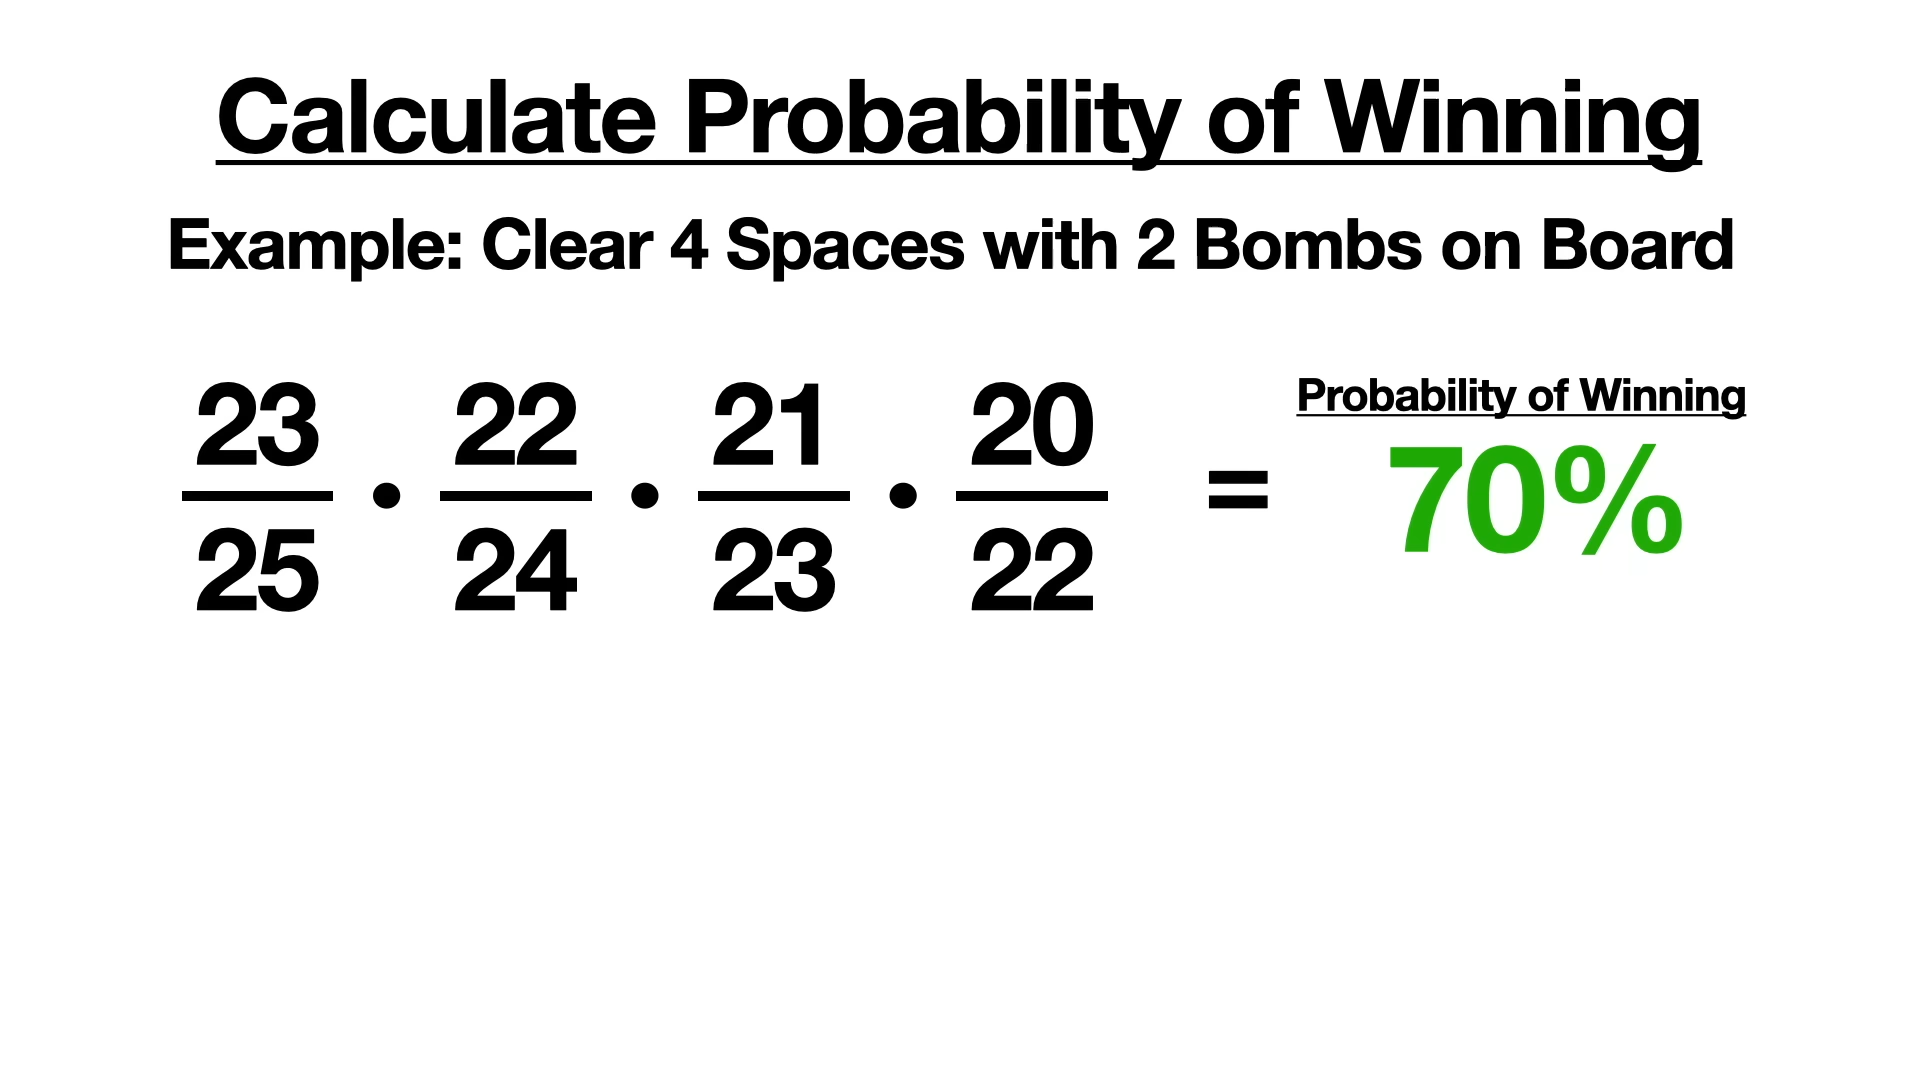 Calculate Probability of Winning
Example: Clear 4 Spaces with 2 Bombs on Board
Probability of Winning
23/25 • 22/24 • 21/23 • 20/22 = 70%